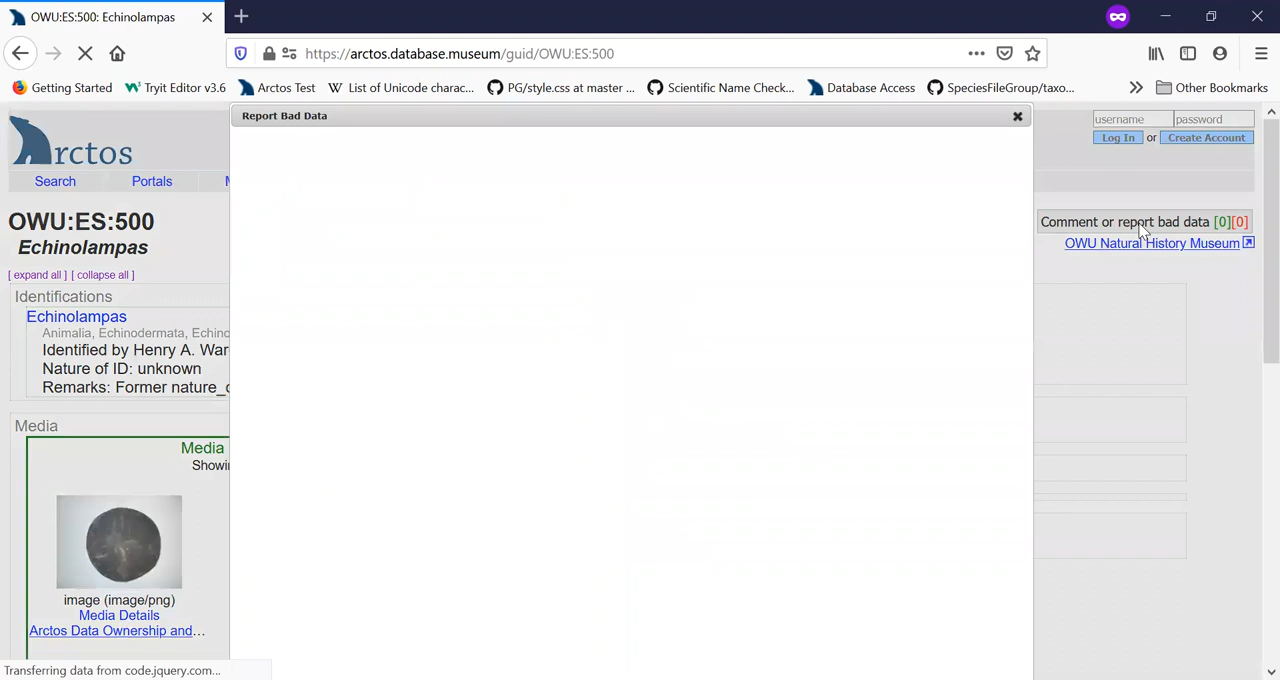 OWU:ES:500: Echinolampas
https://arctos.database.museum/guid/OWU:ES:500
Getting Started Tryit Editor v3.6 Arctos Test List of Unicode charac... PG/style.css at master ... Scientific Name Check... Database Access SpeciesFileGroup/taxo... Other Bookmarks
Report Bad Data
username password
Log In or Create Account
Arctos
Search Portals
OWU:ES:500
Echinolampas
Comment or report bad data [0][0]
OWU Natural History Museum
[ expand all ] [ collapse all ]
Identifications
Echinolampas
Animalia, Echinodermata, Echino
Identified by Henry A. War
Nature of ID: unknown
Remarks: Former nature_
Media
Media
Showi
image (image/png)
Media Details
Arctos Data Ownership and...
Transferring data from code.jquery.com...